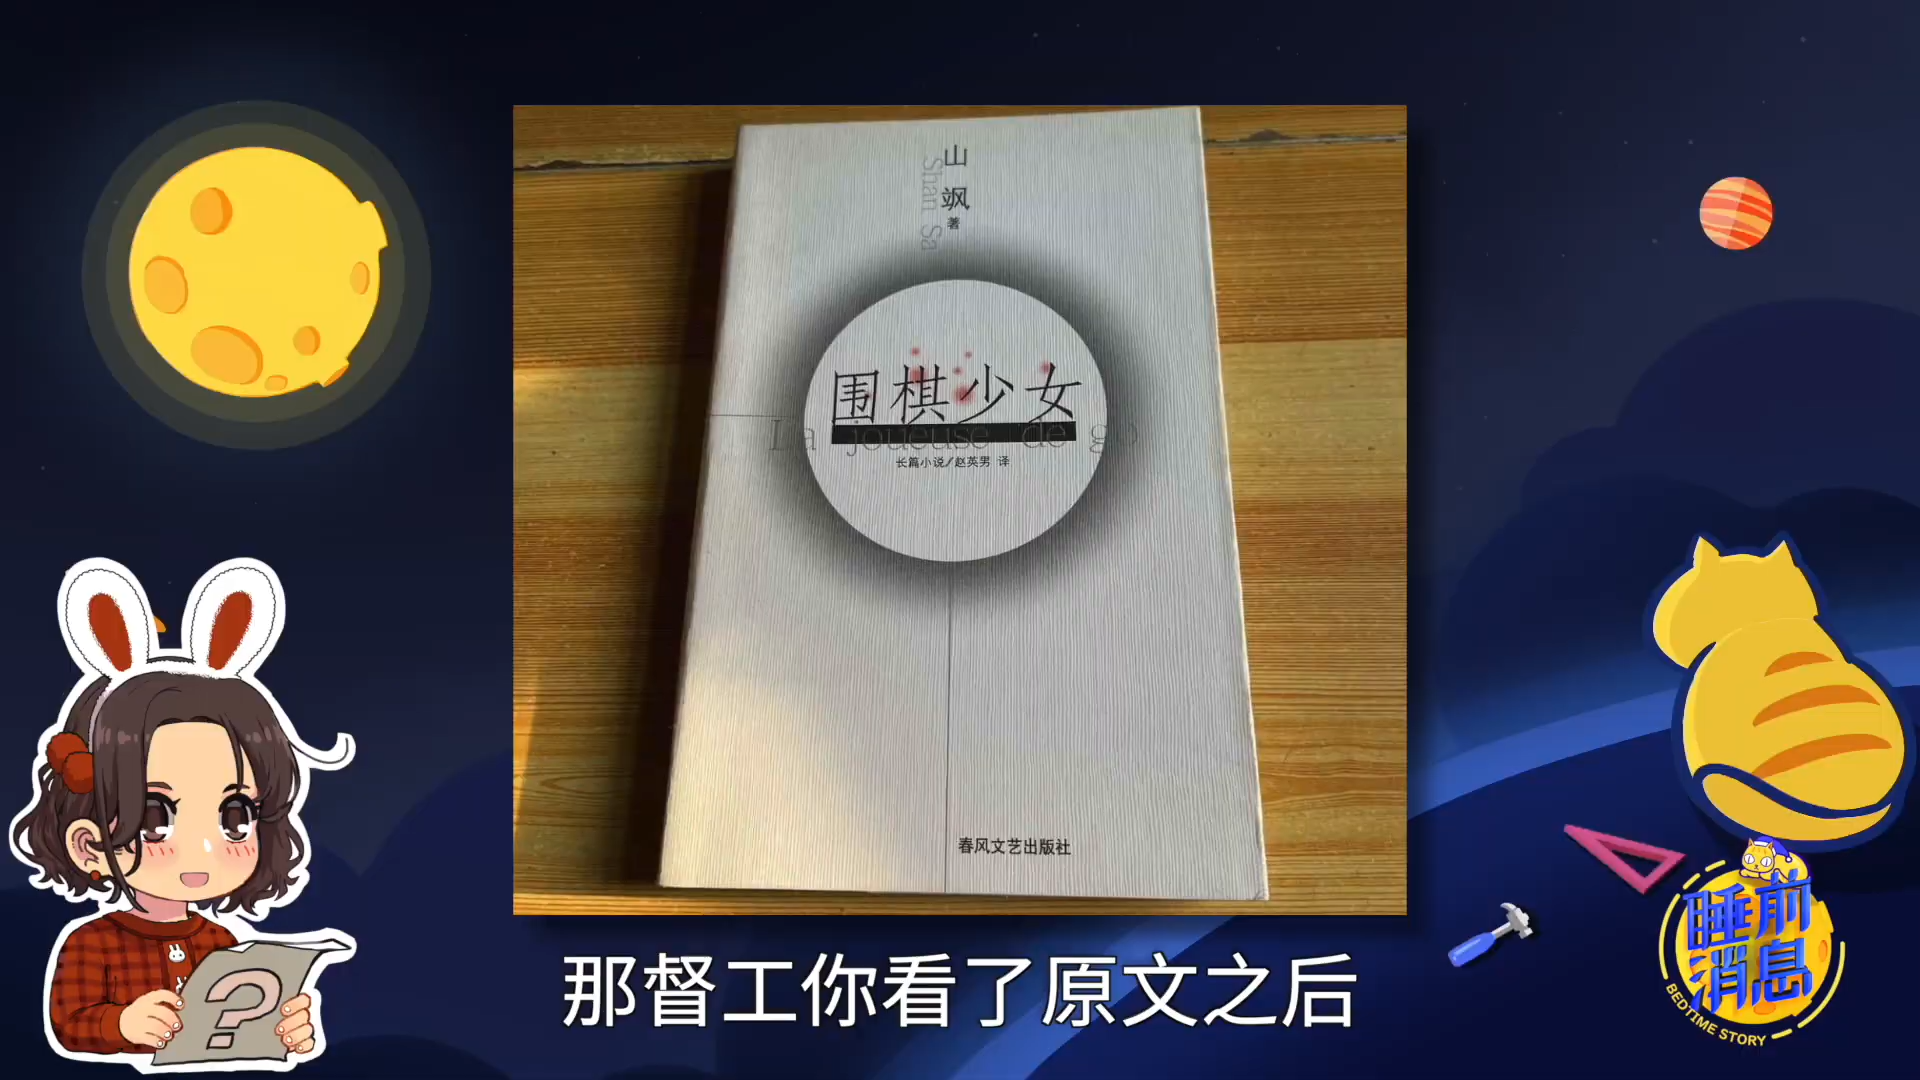 山
飒
著
Shan Sa
围棋少女
La joueuse de go
长篇小说/赵英男 译
春风文艺出版社
?
睡前
消息
BEDTIME STORY
那督工你看了原文之后